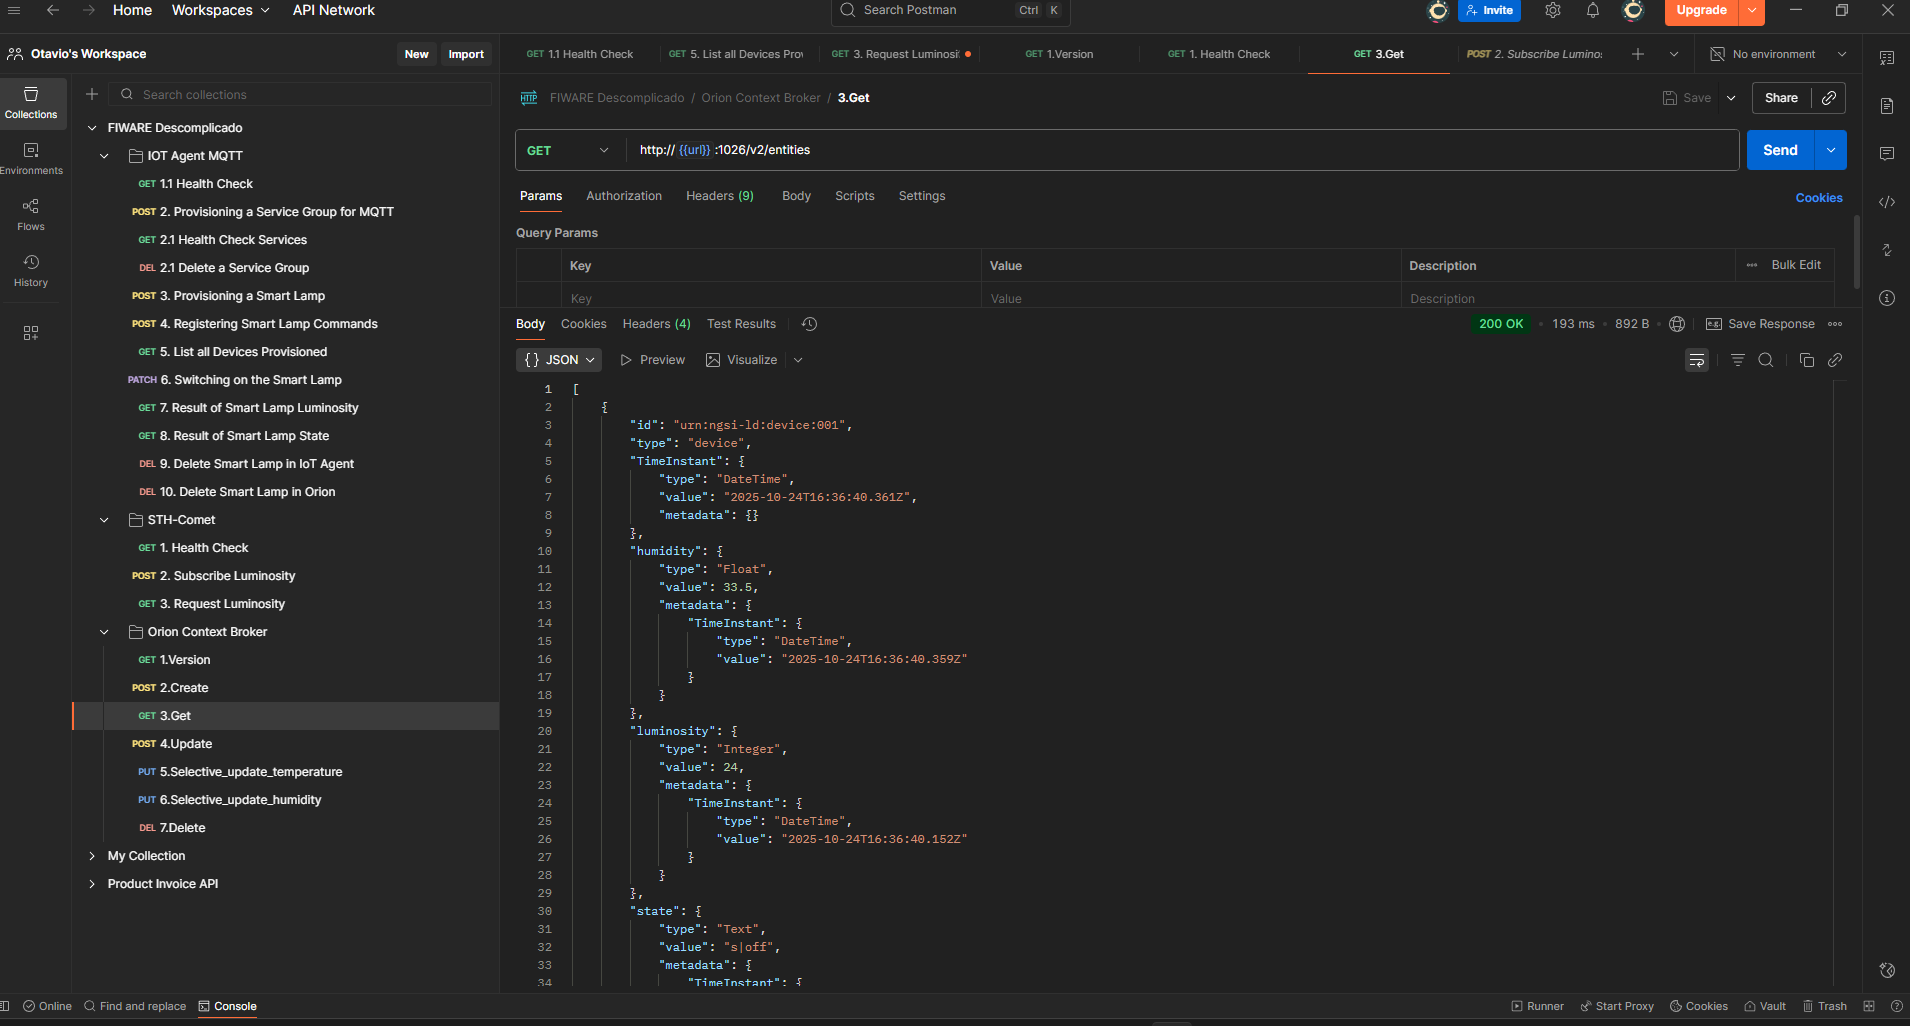 Home Workspaces API Network Search Postman Ctrl K Invite Upgrade
Otavio's Workspace New Import
GET 1.1 Health Check GET 5. List all Devices Prov GET 3. Request Luminosi GET 1.Version GET 1. Health Check GET 3.Get POST 2. Subscribe Lumino No environment
Collections
Environments
Flows
History
Search collections
FIWARE Descomplicado
IOT Agent MQTT
GET 1.1 Health Check
POST 2. Provisioning a Service Group for MQTT
GET 2.1 Health Check Services
DEL 2.1 Delete a Service Group
POST 3. Provisioning a Smart Lamp
POST 4. Registering Smart Lamp Commands
GET 5. List all Devices Provisioned
PATCH 6. Switching on the Smart Lamp
GET 7. Result of Smart Lamp Luminosity
GET 8. Result of Smart Lamp State
DEL 9. Delete Smart Lamp in IoT Agent
DEL 10. Delete Smart Lamp in Orion
STH-Comet
GET 1. Health Check
POST 2. Subscribe Luminosity
GET 3. Request Luminosity
Orion Context Broker
GET 1.Version
POST 2.Create
GET 3.Get
POST 4.Update
PUT 5.Selective_update_temperature
PUT 6.Selective_update_humidity
DEL 7.Delete
My Collection
Product Invoice API
HTTP FIWARE Descomplicado / Orion Context Broker / 3.Get Save Share
GET http:// {{url}} :1026/v2/entities Send
Params Authorization Headers (9) Body Scripts Settings Cookies
Query Params
Key Value Description Bulk Edit
Key Value Description
Body Cookies Headers (4) Test Results 200 OK 193 ms 892 B e.g. Save Response
{} JSON Preview Visualize
1 [
2 {
3 "id": "urn:ngsi-ld:device:001",
4 "type": "device",
5 "TimeInstant": {
6 "type": "DateTime",
7 "value": "2025-10-24T16:36:40.361Z",
8 "metadata": {}
9 },
10 "humidity": {
11 "type": "Float",
12 "value": 33.5,
13 "metadata": {
14 "TimeInstant": {
15 "type": "DateTime",
16 "value": "2025-10-24T16:36:40.359Z"
17 }
18 }
19 },
20 "luminosity": {
21 "type": "Integer",
22 "value": 24,
23 "metadata": {
24 "TimeInstant": {
25 "type": "DateTime",
26 "value": "2025-10-24T16:36:40.152Z"
27 }
28 }
29 },
30 "state": {
31 "type": "Text",
32 "value": "s|off",
33 "metadata": {
34 "TimeInstant": {
Online Find and replace Console Runner Start Proxy Cookies Vault Trash